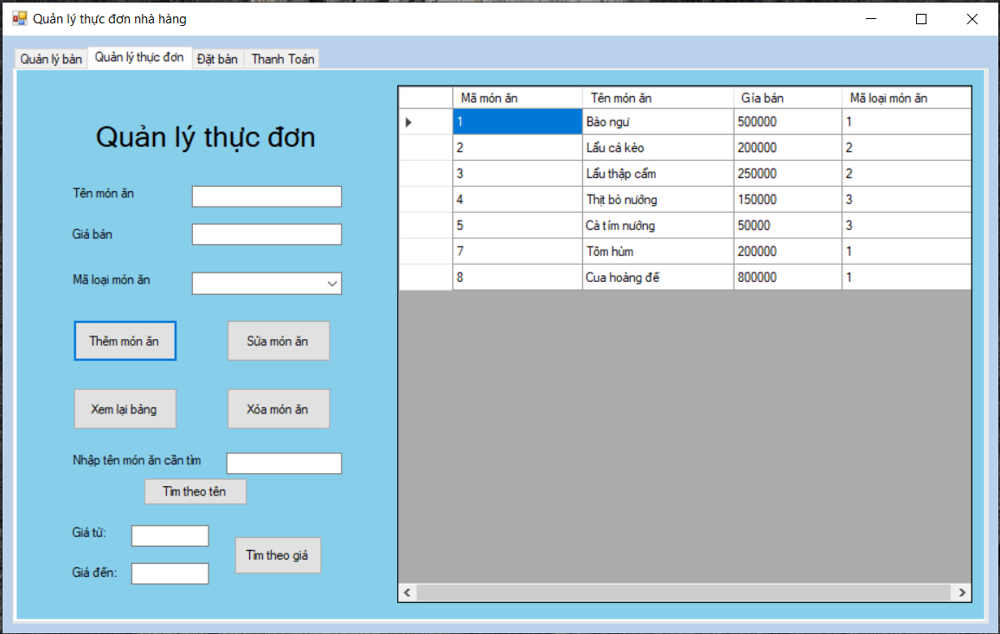 Quản lý thực đơn nhà hàng
Quản lý bàn Quản lý thực đơn Đặt bàn Thanh Toán
Quản lý thực đơn
Tên món ăn
Giá bán
Mã loại món ăn
Thêm món ăn Sửa món ăn
Xem lại bảng Xóa món ăn
Nhập tên món ăn cần tìm
Tìm theo tên
Giá từ:
Tìm theo giá
Giá đến:
Mã món ăn Tên món ăn Gía bán Mã loại món ăn
1 Bào ngư 500000 1
2 Lẩu cá kèo 200000 2
3 Lẩu thập cẩm 250000 2
4 Thịt bò nướng 150000 3
5 Cà tím nướng 50000 3
7 Tôm hùm 200000 1
8 Cua hoàng đế 800000 1